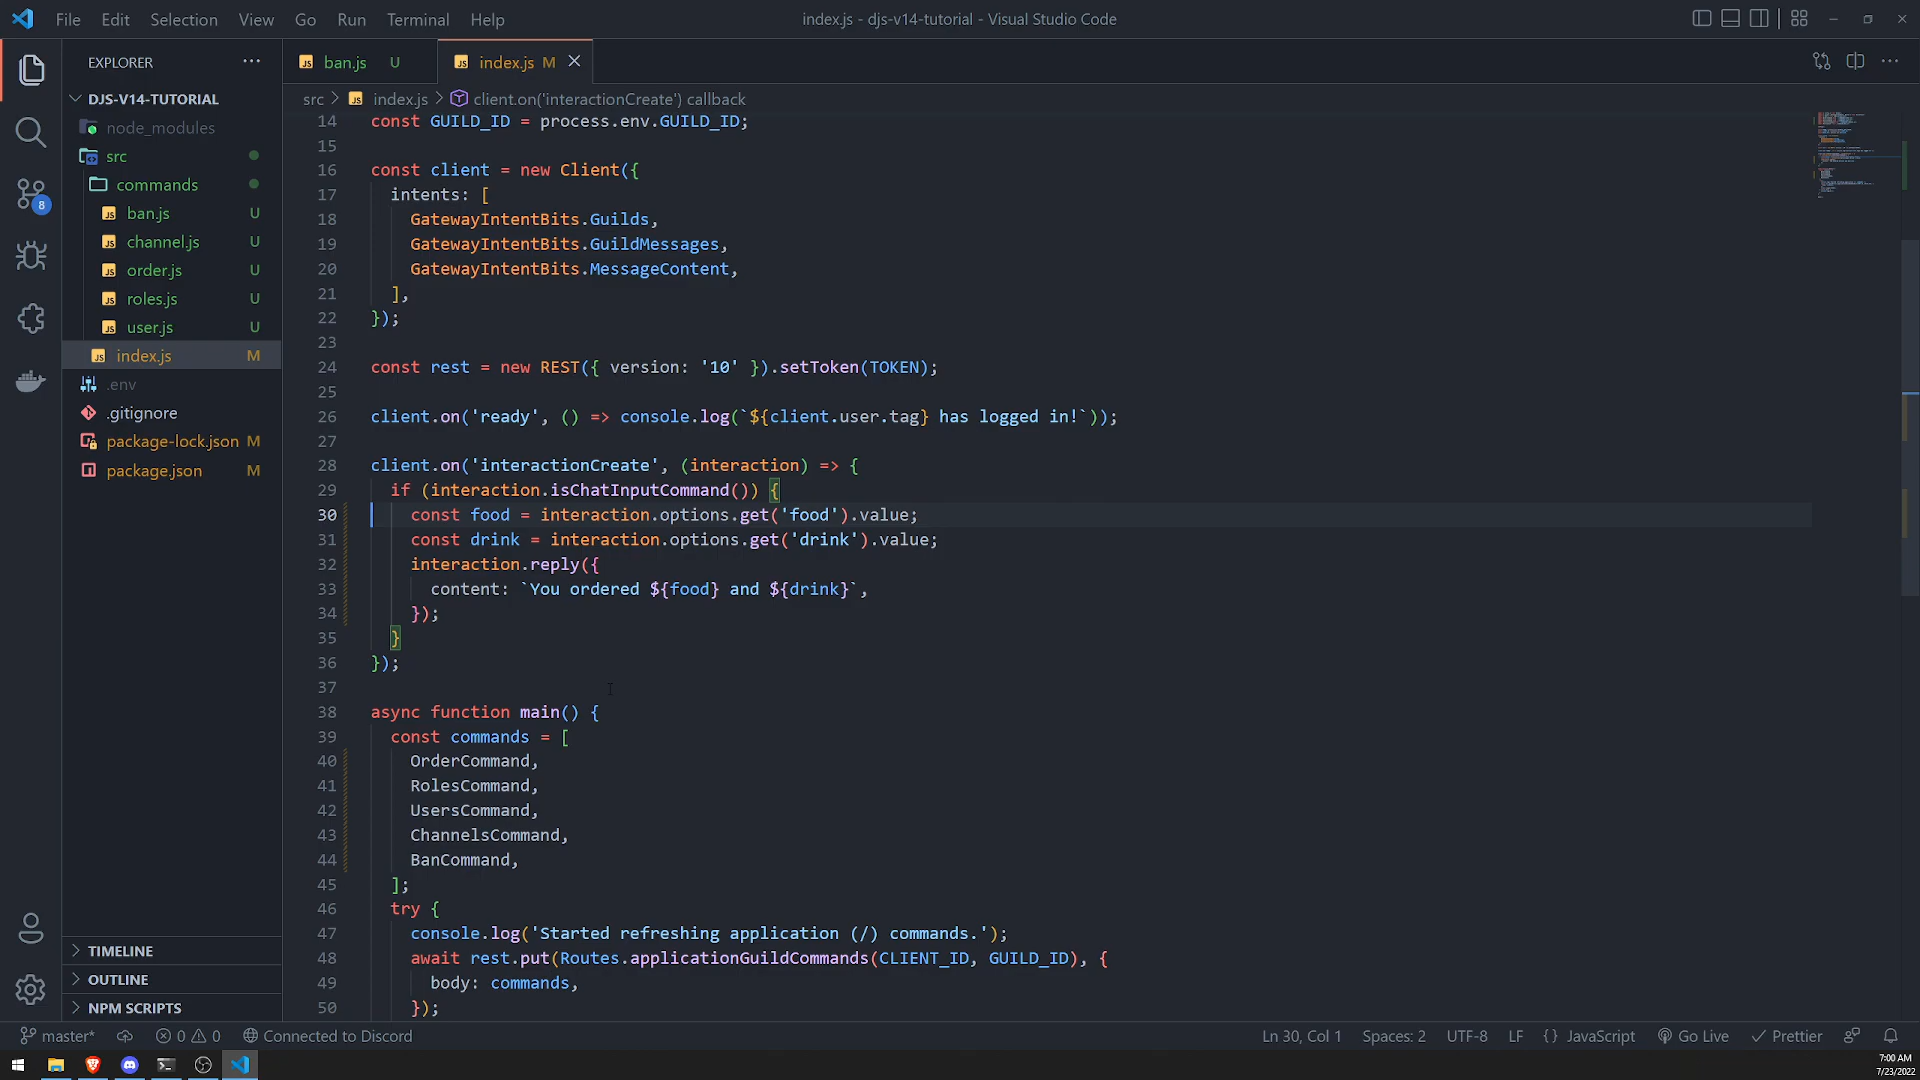 File Edit Selection View Go Run Terminal Help
index.js - djs-v14-tutorial - Visual Studio Code
EXPLORER
DJS-V14-TUTORIAL
node_modules
src
commands
ban.js U
channel.js U
order.js U
roles.js U
user.js U
index.js M
.env
.gitignore
package-lock.json M
package.json M
TIMELINE
OUTLINE
NPM SCRIPTS
8
ban.js U
index.js M
src > index.js > client.on('interactionCreate') callback
14 const GUILD_ID = process.env.GUILD_ID;
15
16 const client = new Client({
17 intents: [
18 GatewayIntentBits.Guilds,
19 GatewayIntentBits.GuildMessages,
20 GatewayIntentBits.MessageContent,
21 ],
22 });
23
24 const rest = new REST({ version: '10' }).setToken(TOKEN);
25
26 client.on('ready', () => console.log(`${client.user.tag} has logged in!`));
27
28 client.on('interactionCreate', (interaction) => {
29 if (interaction.isChatInputCommand()) {
30 const food = interaction.options.get('food').value;
31 const drink = interaction.options.get('drink').value;
32 interaction.reply({
33 content: `You ordered ${food} and ${drink}`,
34 });
35 }
36 });
37
38 async function main() {
39 const commands = [
40 OrderCommand,
41 RolesCommand,
42 UsersCommand,
43 ChannelsCommand,
44 BanCommand,
45 ];
46 try {
47 console.log('Started refreshing application (/) commands.');
48 await rest.put(Routes.applicationGuildCommands(CLIENT_ID, GUILD_ID), {
49 body: commands,
50 });
master* 0 0 Connected to Discord
Ln 30, Col 1 Spaces: 2 UTF-8 LF {} JavaScript Go Live Prettier
7:00 AM
7/23/2022